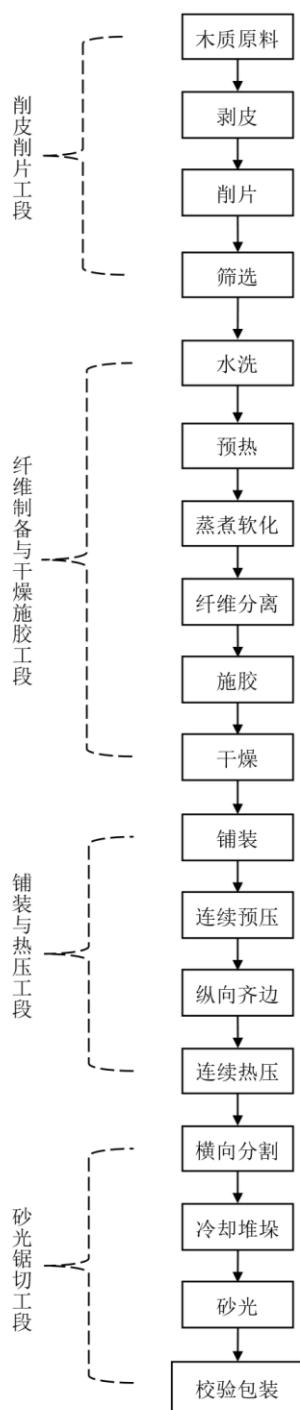 削皮削片工段
木质原料
剥皮
削片
筛选
纤维制备与干燥施胶工段
水洗
预热
蒸煮软化
纤维分离
施胶
干燥
铺装与热压工段
铺装
连续预压
纵向齐边
连续热压
砂光锯切工段
横向分割
冷却堆垛
砂光
校验包装